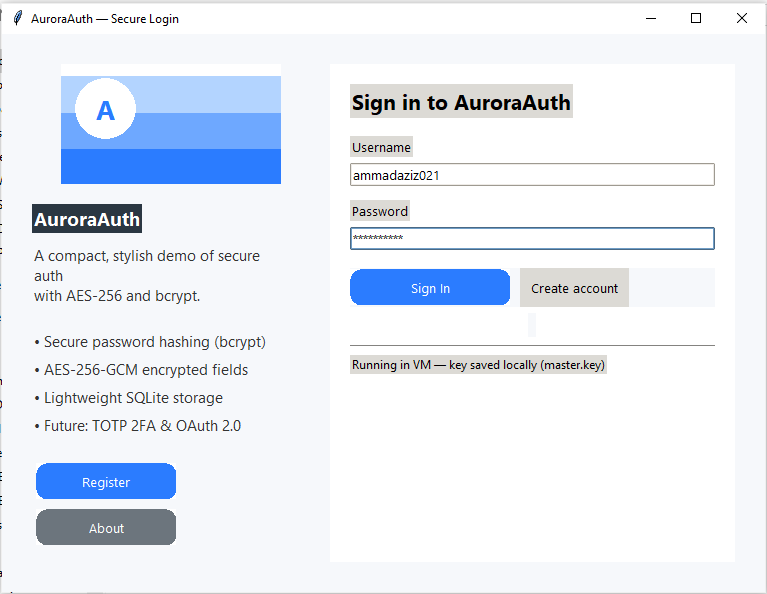 AuroraAuth — Secure Login
A
AuroraAuth
A compact, stylish demo of secure
auth
with AES-256 and bcrypt.
• Secure password hashing (bcrypt)
• AES-256-GCM encrypted fields
• Lightweight SQLite storage
• Future: TOTP 2FA & OAuth 2.0
Register
About
Sign in to AuroraAuth
Username
ammadaziz021
Password
**********
Sign In
Create account
Running in VM — key saved locally (master.key)